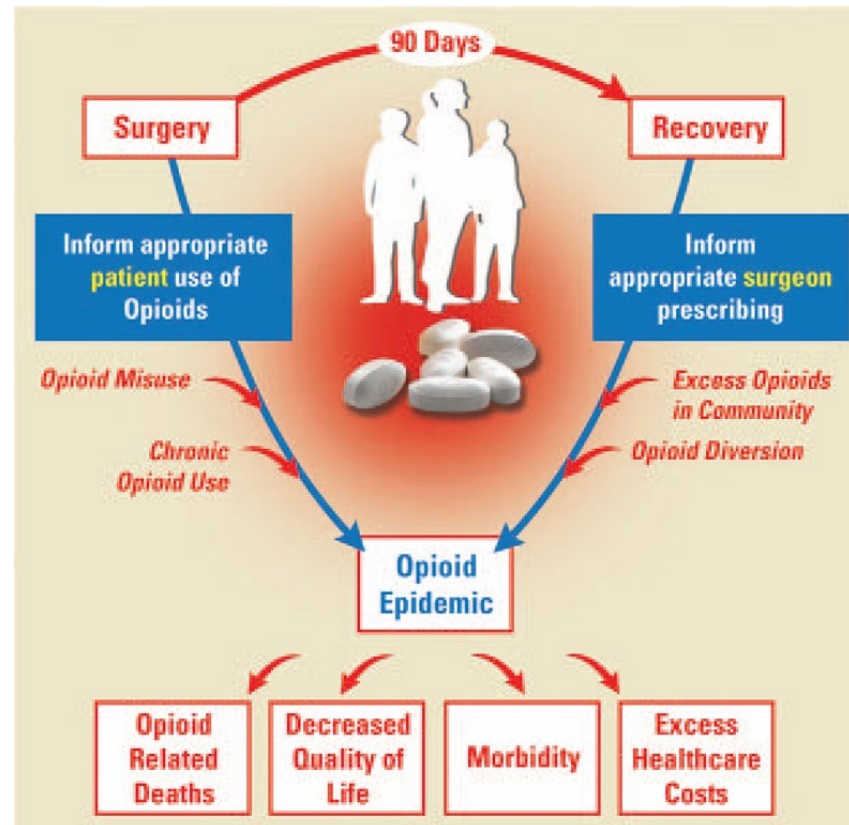 90 Days
Surgery
Recovery
Inform appropriate
patient use of
Opioids
Inform
appropriate surgeon
prescribing
Opioid Misuse
Chronic
Opioid Use
Excess Opioids
in Community
Opioid Diversion
Opioid
Epidemic
Opioid
Related
Deaths
Decreased
Quality of
Life
Morbidity
Excess
Healthcare
Costs